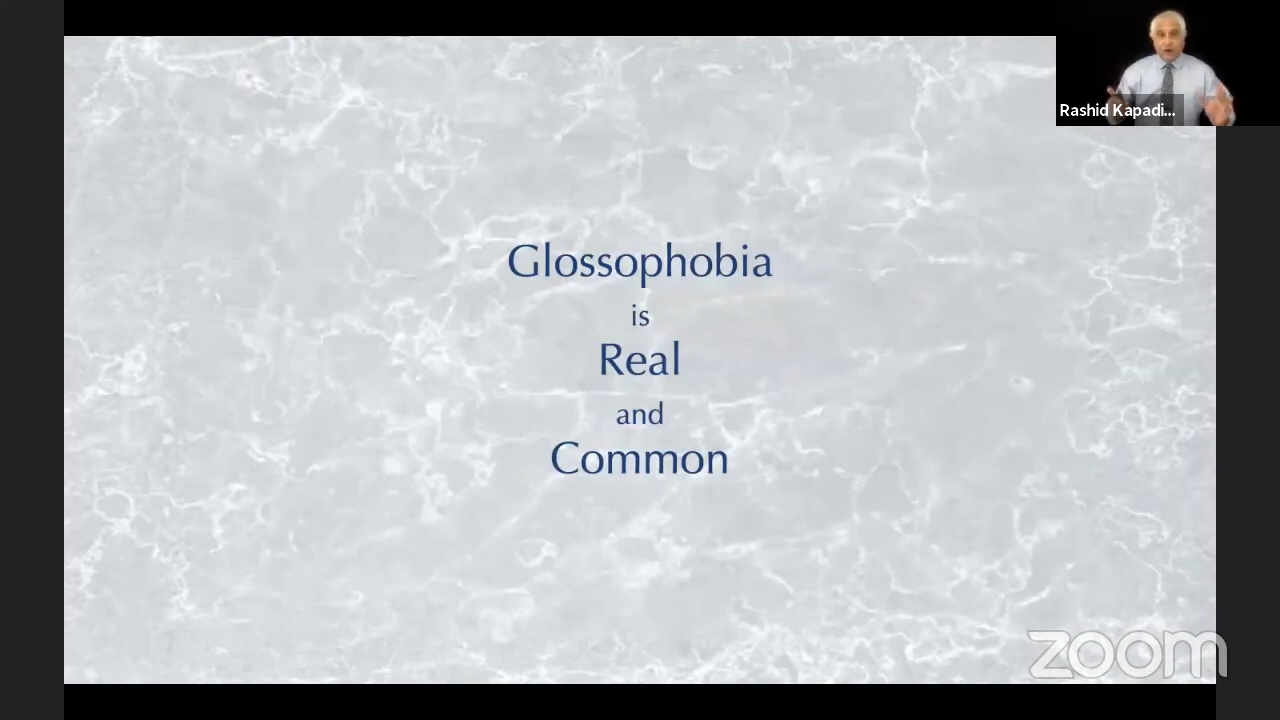 Rashid Kapadi...
Glossophobia
is
Real
and
Common
zoom